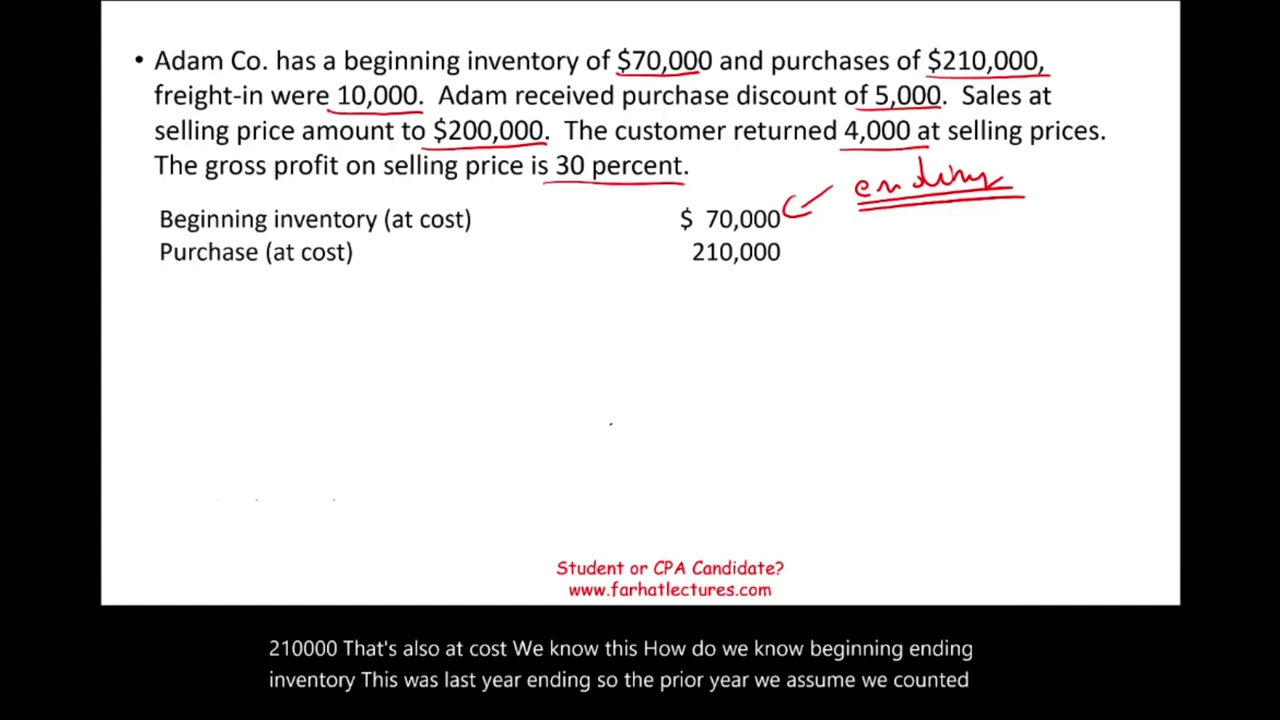 • Adam Co. has a beginning inventory of $70,000 and purchases of $210,000,
freight-in were 10,000. Adam received purchase discount of 5,000. Sales at
selling price amount to $200,000. The customer returned 4,000 at selling prices.
The gross profit on selling price is 30 percent.
ending
Beginning inventory (at cost) $ 70,000
Purchase (at cost) 210,000
Student or CPA Candidate?
www.farhatlectures.com
210000 That's also at cost We know this How do we know beginning ending
inventory This was last year ending so the prior year we assume we counted